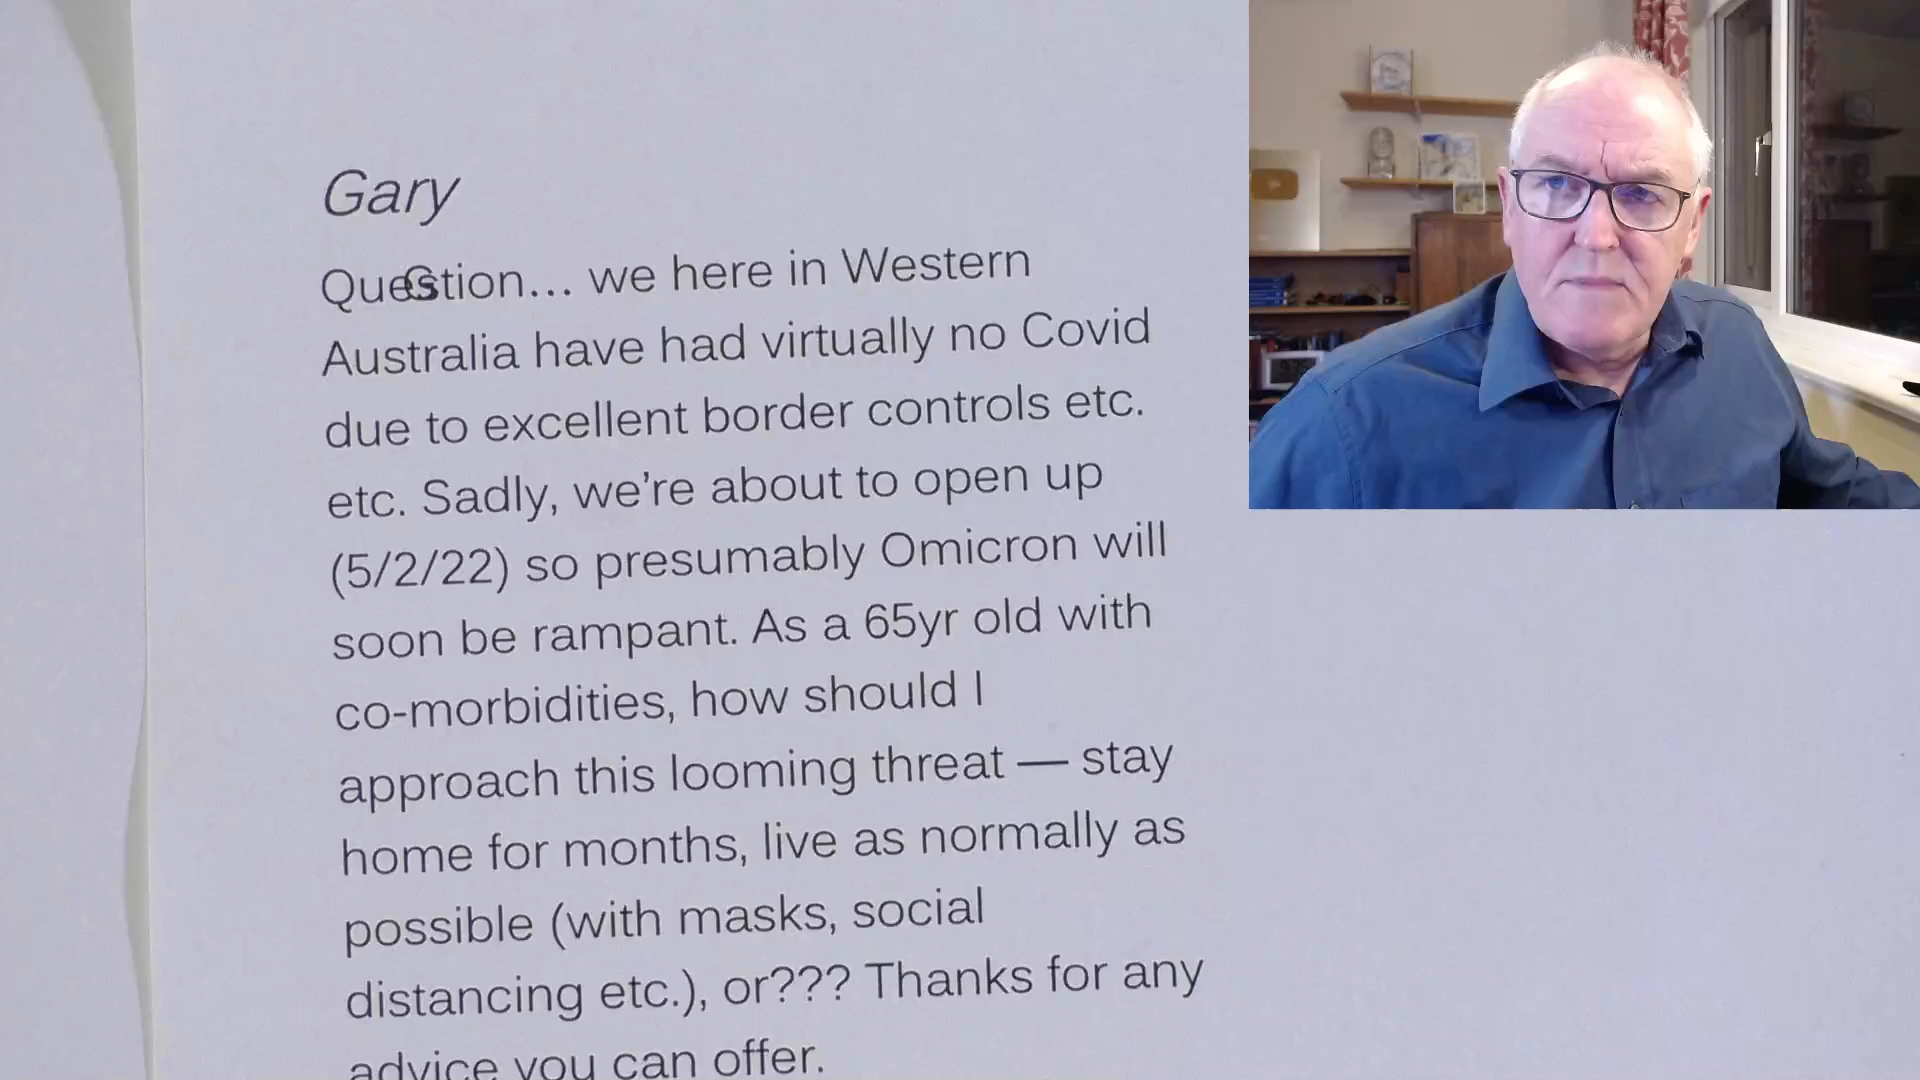 Gary
Question... we here in Western
Australia have had virtually no Covid
due to excellent border controls etc.
etc. Sadly, we're about to open up
(5/2/22) so presumably Omicron will
soon be rampant. As a 65yr old with
co-morbidities, how should I
approach this looming threat — stay
home for months, live as normally as
possible (with masks, social
distancing etc.), or??? Thanks for any
advice you can offer.